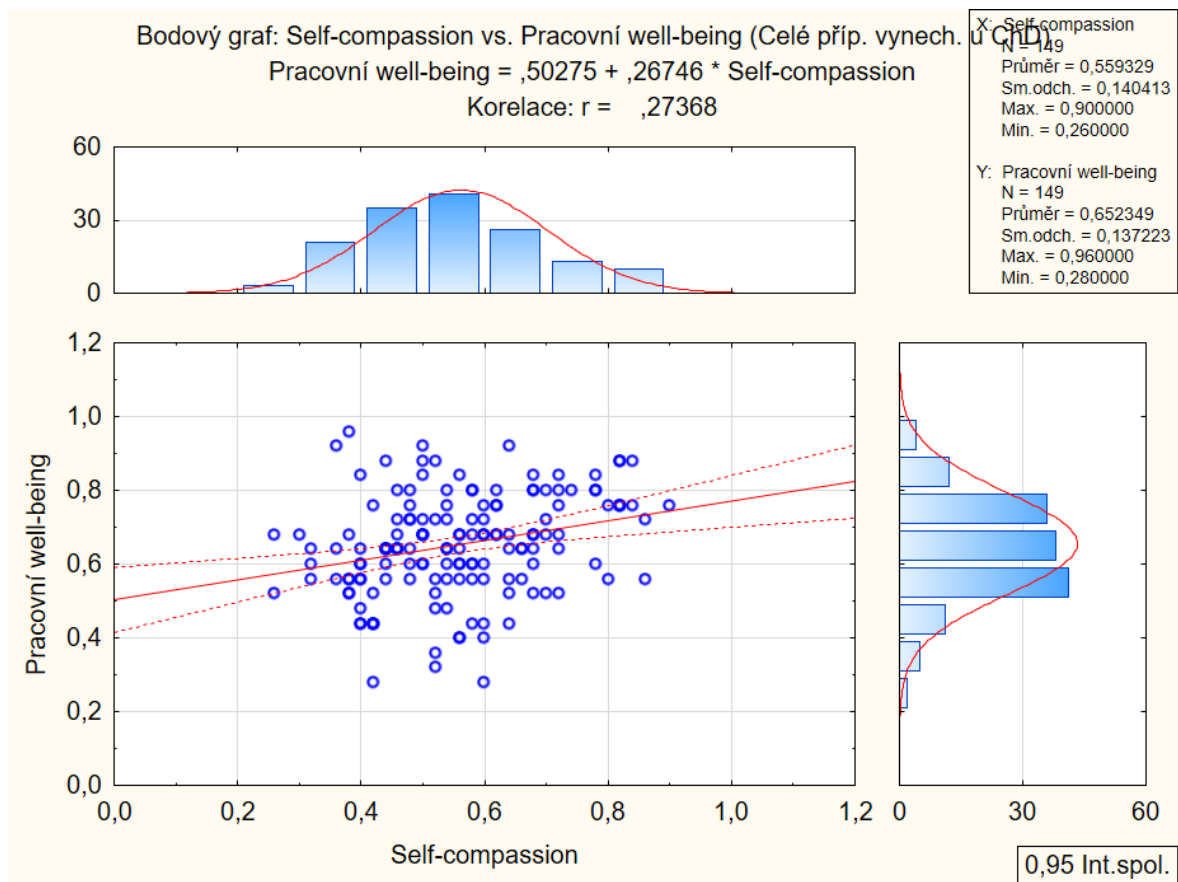 Bodový graf: Self-compassion vs. Pracovní well-being (Celé příp. vynech. u ChD)
Pracovní well-being = ,50275 + ,26746 * Self-compassion
Korelace: r = ,27368
X: Self-compassion
N = 149
Průměr = 0,559329
Sm.odch. = 0,140413
Max. = 0,900000
Min. = 0,260000
Y: Pracovní well-being
N = 149
Průměr = 0,652349
Sm.odch. = 0,137223
Max. = 0,960000
Min. = 0,280000
60
30
0
1,2
1,0
0,8
0,6
0,4
0,2
0,0
Pracovní well-being
0,0 0,2 0,4 0,6 0,8 1,0 1,2
Self-compassion
0 30 60
0,95 Int.spol.